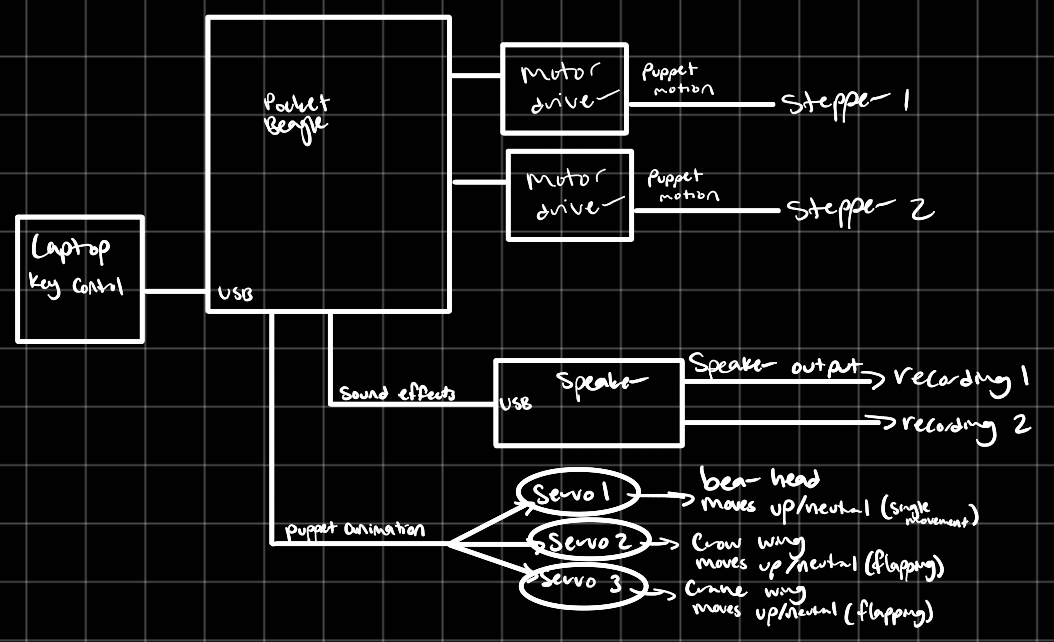 Pocket
Beagle
motor
driver
puppet
motion
Stepper 1
motor
driver
puppet
motion
Stepper 2
Laptop
Key Control
USB
Sound effects
USB
Speaker
Speaker output
recording 1
recording 2
puppet animation
Servo 1
bear head
moves up/neutral (single
movement)
Servo 2
Crow wing
moves up/neutral (flapping)
Servo 3
Crane wing
moves up/neutral (flapping)